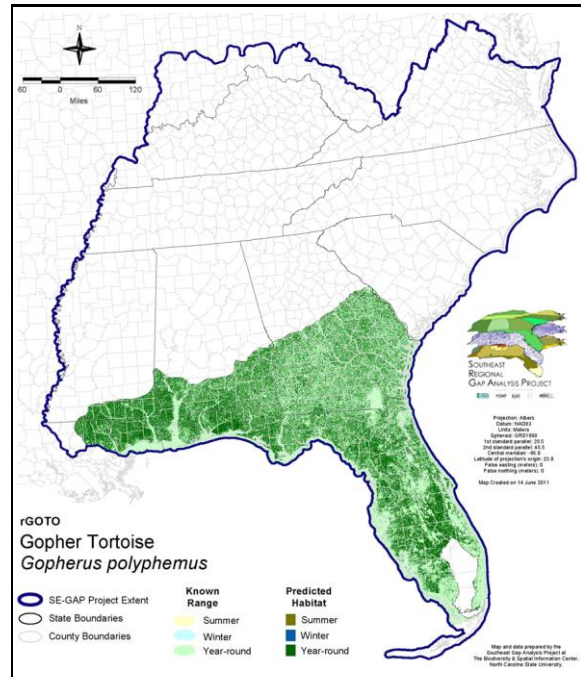 N
60 0 60 120
Miles
SOUTHEAST
REGIONAL
GAP ANALYSIS PROJECT
Projection: Albers
Datum: NAD83
Units: Meters
Spheroid: GRS1980
1st standard parallel: 29.5
2nd standard parallel: 45.5
Central meridian: -96.0
Latitude of projection's origin: 23.0
False easting (meters): 0
False northing (meters): 0
Map Created on 14 June 2011
rGOTO
Gopher Tortoise
Gopherus polyphemus
SE-GAP Project Extent
State Boundaries
County Boundaries
Known
Range
Summer
Winter
Year-round
Predicted
Habitat
Summer
Winter
Year-round
Map and data prepared by the
Southeast Gap Analysis Project at
The Biodiversity & Spatial Information Center,
North Carolina State University.